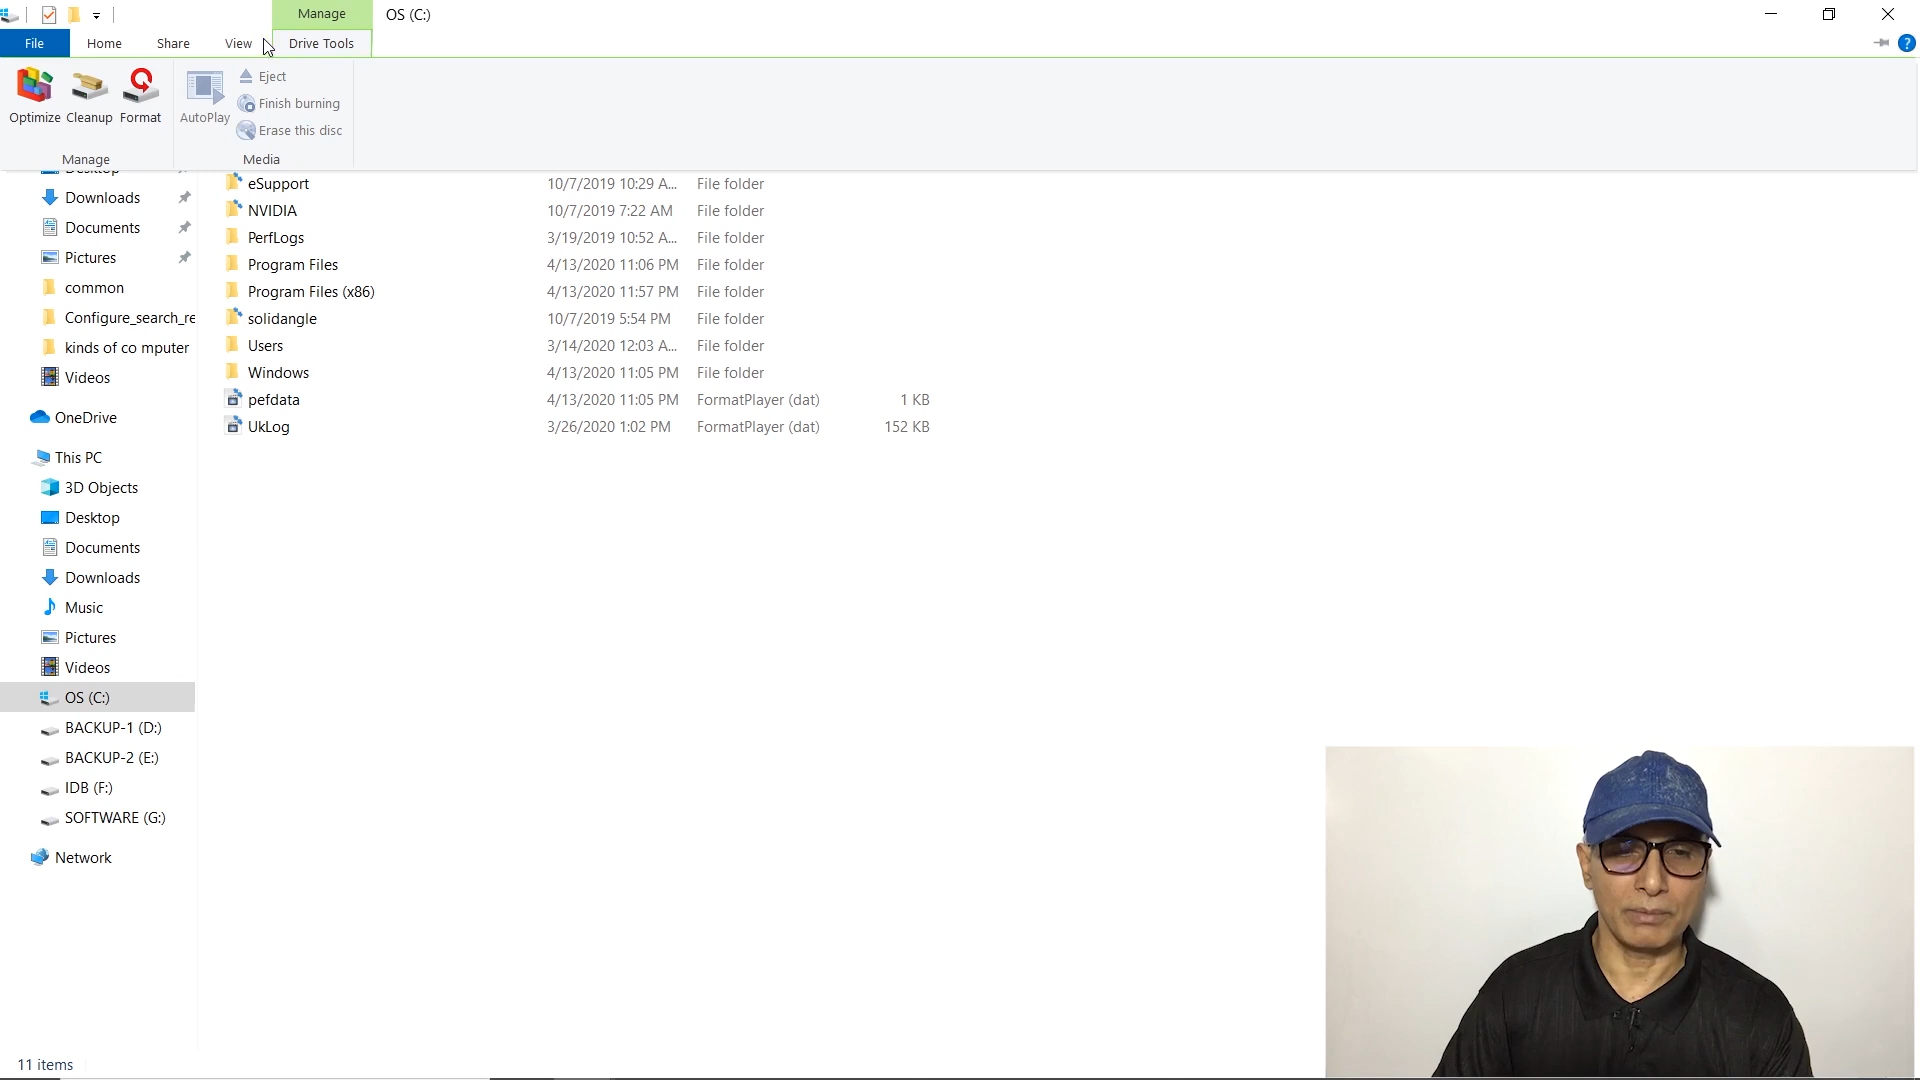 Manage
OS (C:)
File
Home
Share
View
Drive Tools
Optimize
Cleanup
Format
AutoPlay
Eject
Finish burning
Erase this disc
Manage
Media
Desktop
Downloads
Documents
Pictures
common
Configure_search_re
kinds of co mputer
Videos
OneDrive
This PC
3D Objects
Desktop
Documents
Downloads
Music
Pictures
Videos
OS (C:)
BACKUP-1 (D:)
BACKUP-2 (E:)
IDB (F:)
SOFTWARE (G:)
Network
eSupport 10/7/2019 10:29 A... File folder
NVIDIA 10/7/2019 7:22 AM File folder
PerfLogs 3/19/2019 10:52 A... File folder
Program Files 4/13/2020 11:06 PM File folder
Program Files (x86) 4/13/2020 11:57 PM File folder
solidangle 10/7/2019 5:54 PM File folder
Users 3/14/2020 12:03 A... File folder
Windows 4/13/2020 11:05 PM File folder
pefdata 4/13/2020 11:05 PM FormatPlayer (dat) 1 KB
UkLog 3/26/2020 1:02 PM FormatPlayer (dat) 152 KB
11 items